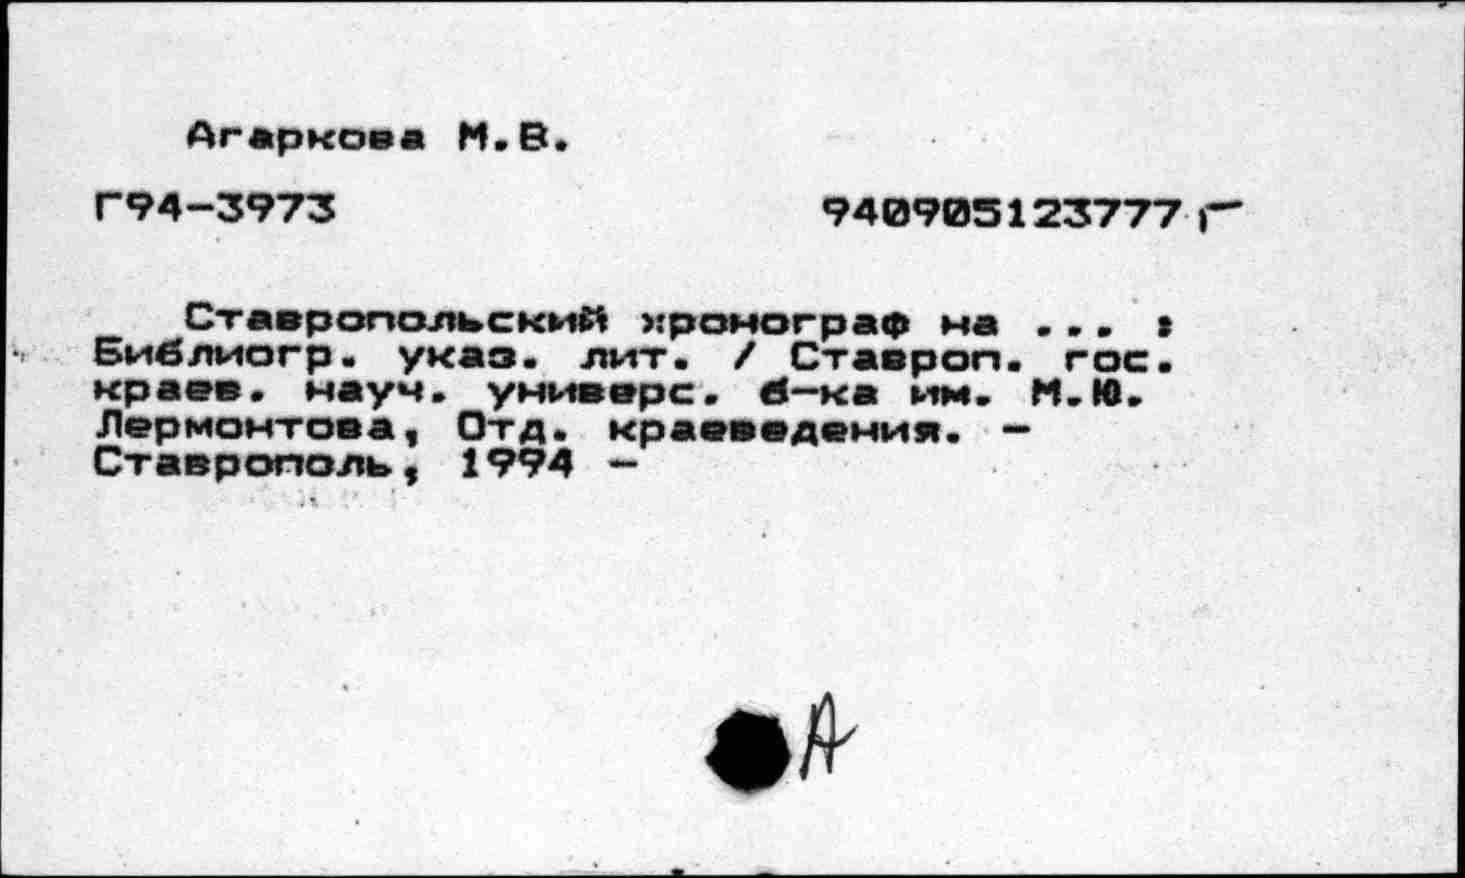 Агаркова М.В.
Г94-3973 940905123777 Г
Ставропольский хронограф на ... :
Библиогр. указ. лит. / Ставроп. гос.
краев. науч. универс. б-ка им. М.Ю.
Лермонтова, Отд. краеведения. -
Ставрополь, 1994 -
А